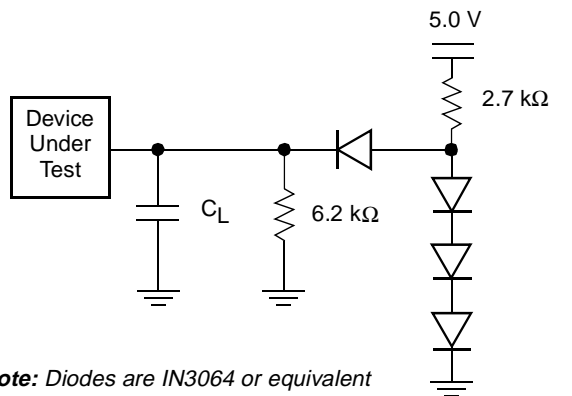 5.0 V
2.7 kΩ
Device
Under
Test
CL
6.2 kΩ
ote: Diodes are IN3064 or equivalent